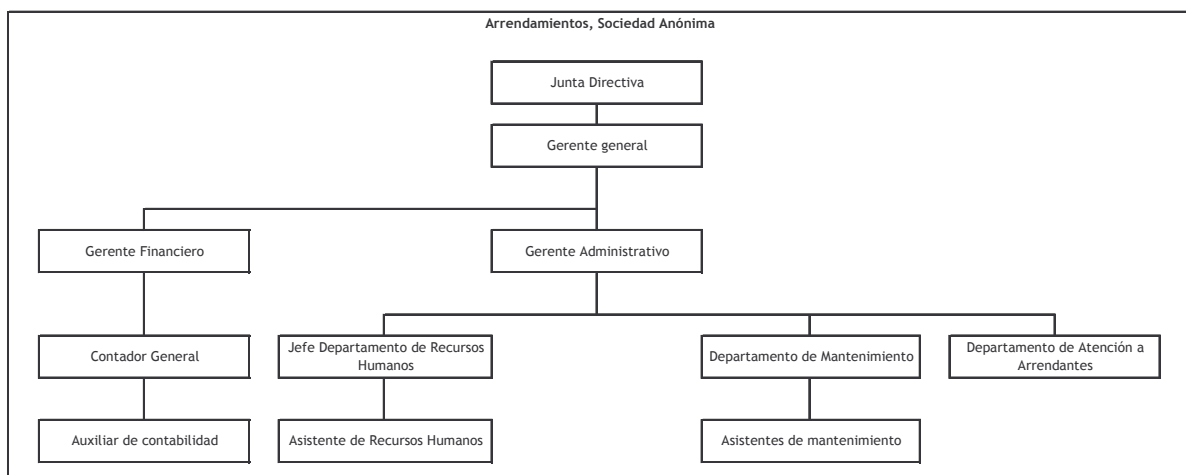 Arrendamientos, Sociedad Anónima
Junta Directiva
Gerente general
Gerente Financiero
Gerente Administrativo
Contador General
Jefe Departamento de Recursos
Humanos
Departamento de Mantenimiento
Departamento de Atención a
Arrendantes
Auxiliar de contabilidad
Asistente de Recursos Humanos
Asistentes de mantenimiento